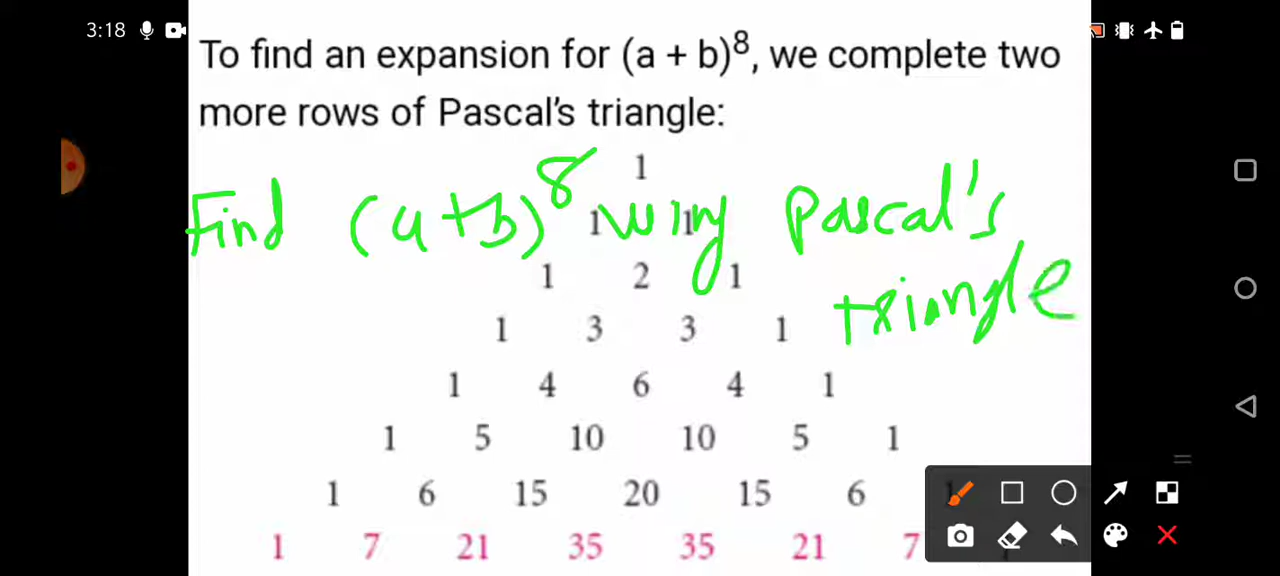 3:18
To find an expansion for (a + b)⁸, we complete two
more rows of Pascal's triangle:
1
Find (a+b)⁸ using Pascal's
1 1
triangle
1 2 1
1 3 3 1
1 4 6 4 1
1 5 10 10 5 1
1 6 15 20 15 6
1 7 21 35 35 21 7